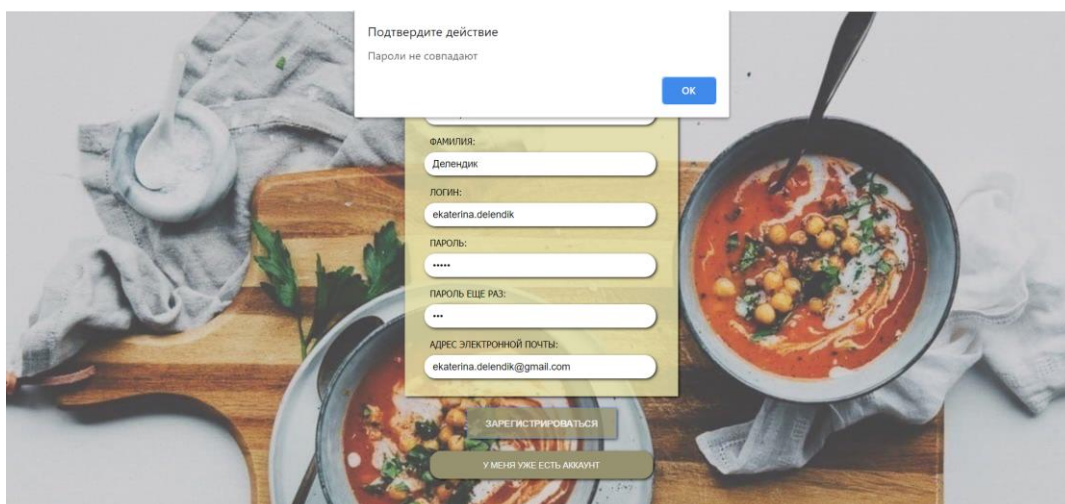 Подтвердите действие
Пароли не совпадают
ОК
ФАМИЛИЯ:
Делендик
ЛОГИН:
ekaterina.delendik
ПАРОЛЬ:
•••••
ПАРОЛЬ ЕЩЕ РАЗ:
•••
АДРЕС ЭЛЕКТРОННОЙ ПОЧТЫ:
ekaterina.delendik@gmail.com
ЗАРЕГИСТРИРОВАТЬСЯ
У МЕНЯ УЖЕ ЕСТЬ АККАУНТ